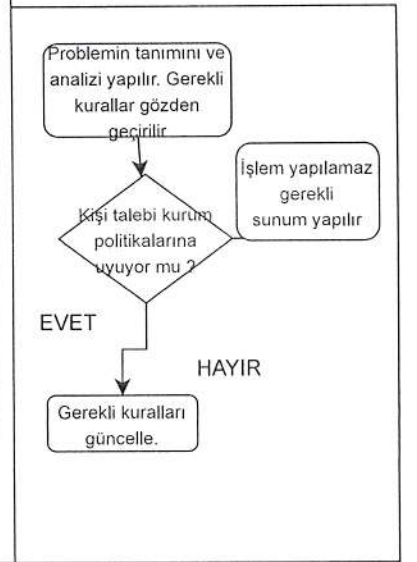 Problemin tanımını ve
analizi yapılır. Gerekli
kurallar gözden
geçirilir
İşlem yapılamaz
gerekli
sunum yapılır
Kişi talebi kurum
politikalarına
uyuyor mu ?
EVET
HAYIR
Gerekli kuralları
güncelle.